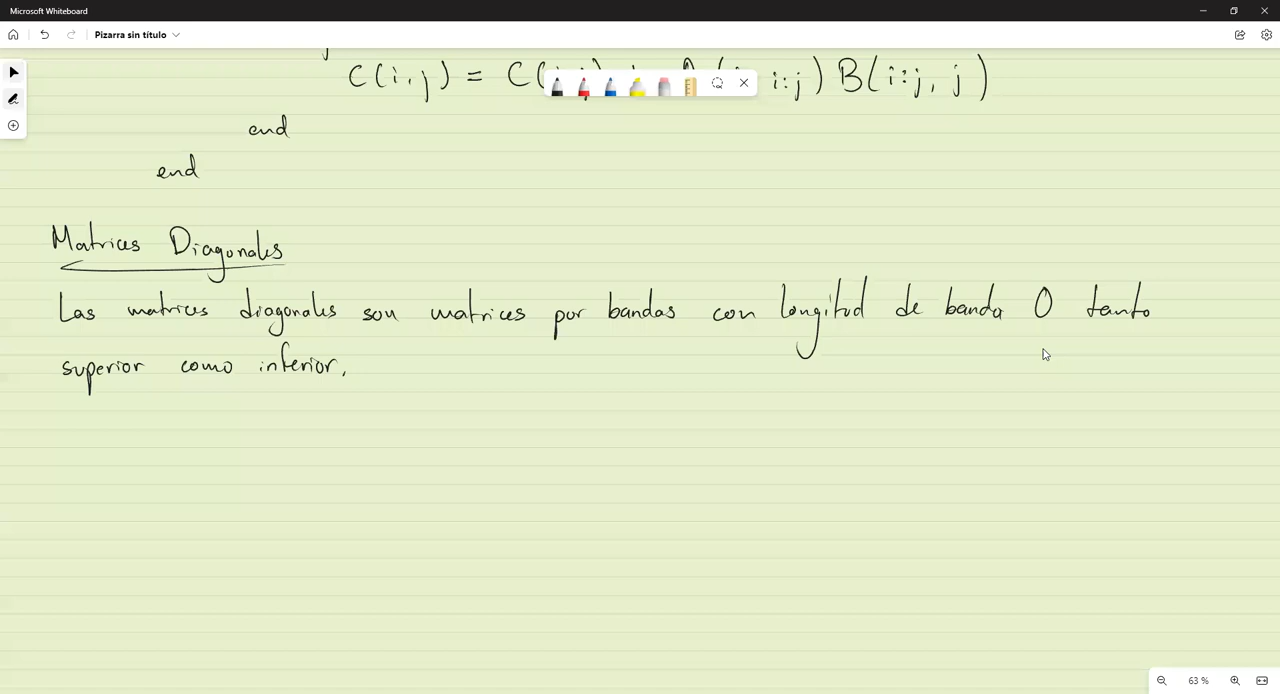 Microsoft Whiteboard
Pizarra sin título
C(i,j) = C( i:j) B(i:j, j)
end
end
Matrices Diagonales
Las matrices diagonales son matrices por bandas con longitud de banda 0 tanto
superior como inferior,
63 %